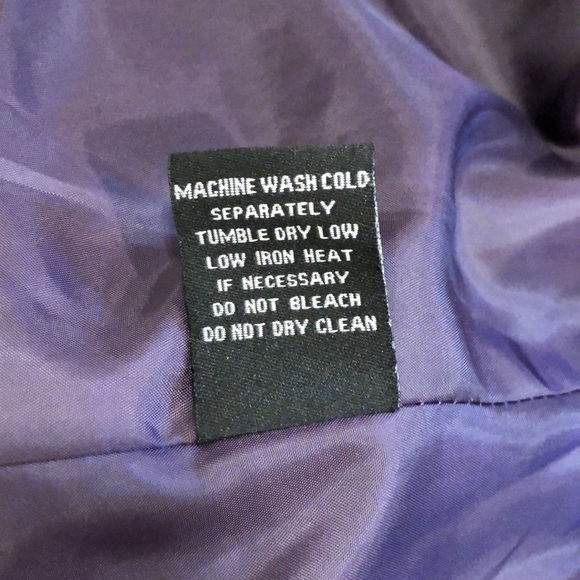 MACHINE WASH COLD
SEPARATELY
TUMBLE DRY LOW
LOW IRON HEAT
IF NECESSARY
DO NOT BLEACH
DO NOT DRY CLEAN